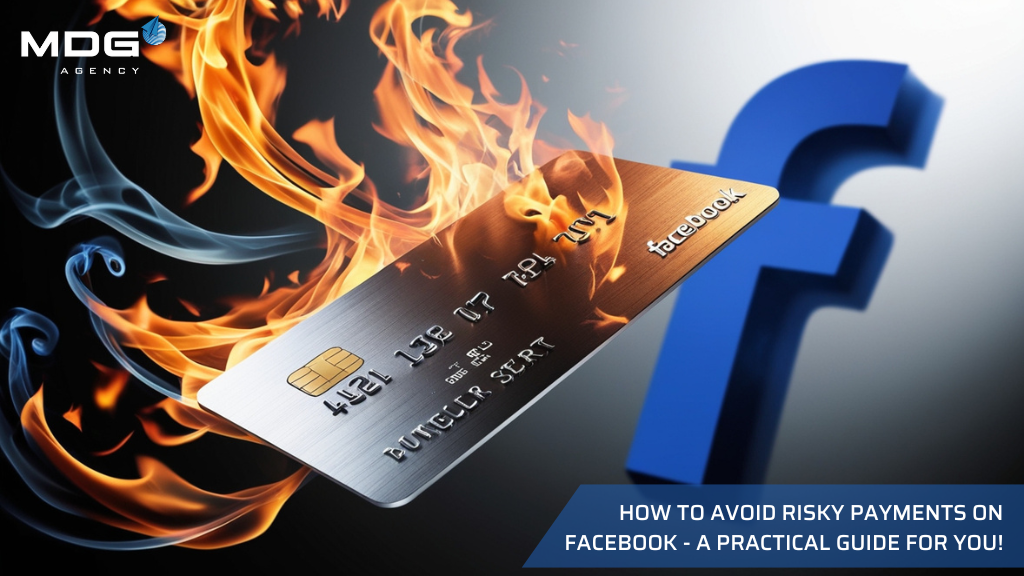 MDG
AGENCY
facebook
HOW TO AVOID RISKY PAYMENTS ON
FACEBOOK - A PRACTICAL GUIDE FOR YOU!